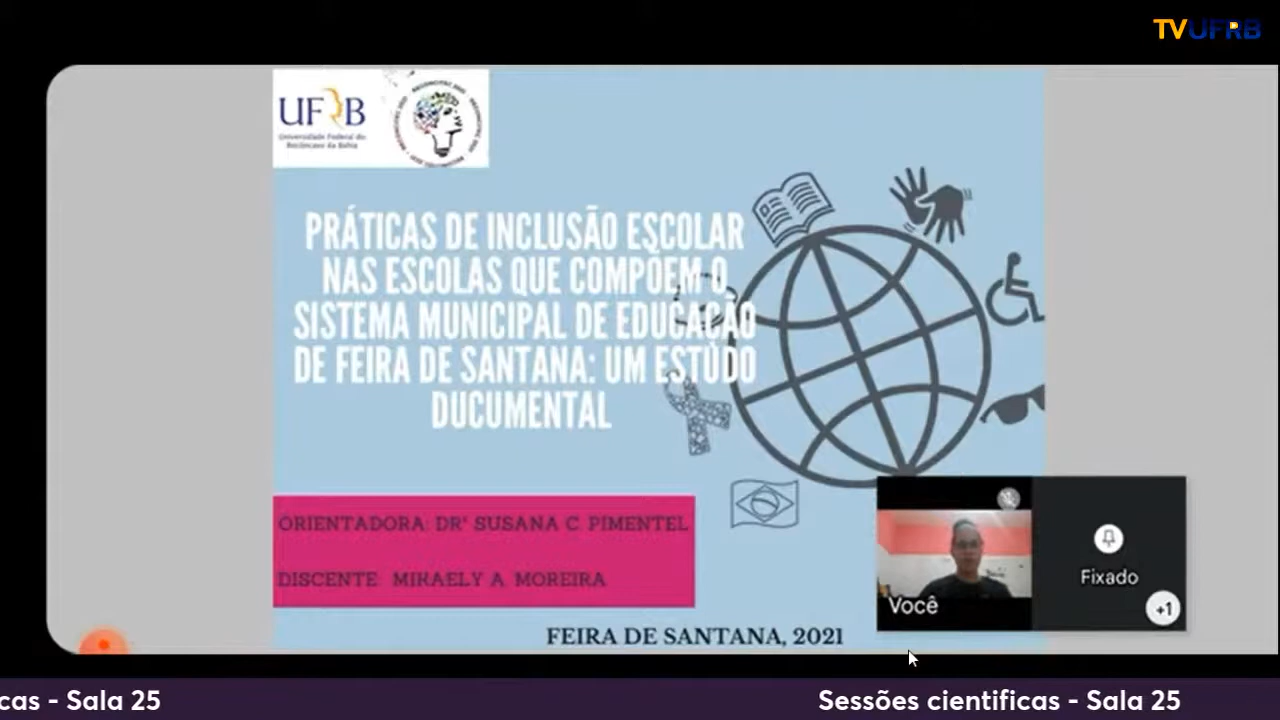 TVUFRB
UFRB
Universidade Federal do
Recôncavo da Bahia
PRÁTICAS DE INCLUSÃO ESCOLAR
NAS ESCOLAS QUE COMPÕEM O
SISTEMA MUNICIPAL DE EDUCAÇÃO
DE FEIRA DE SANTANA: UM ESTUDO
DUCUMENTAL
ORIENTADORA: DRª SUSANA C. PIMENTEL
DISCENTE: MIKAELY A. MOREIRA
FEIRA DE SANTANA, 2021
Você
Fixado
+1
cas - Sala 25
Sessões cientificas - Sala 25